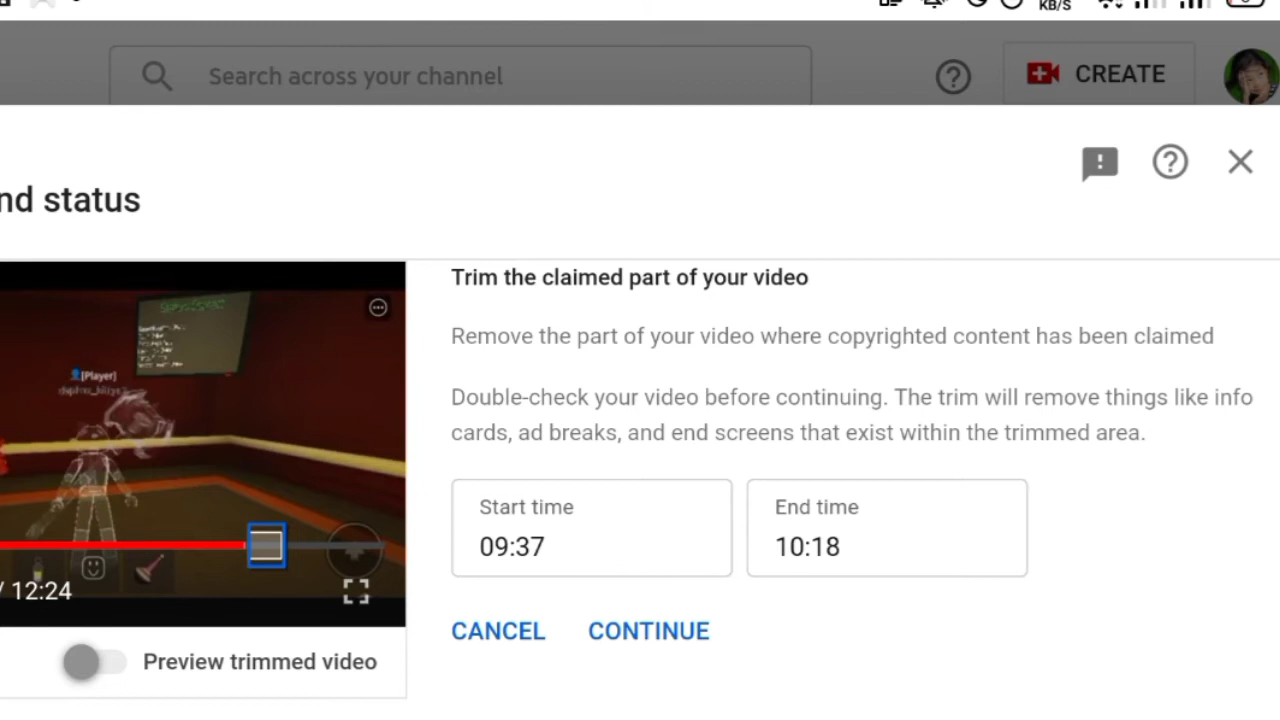 KB/S
Search across your channel
CREATE
nd status
Trim the claimed part of your video
Remove the part of your video where copyrighted content has been claimed
Double-check your video before continuing. The trim will remove things like info
cards, ad breaks, and end screens that exist within the trimmed area.
[Player]
Start time
End time
09:37
10:18
/ 12:24
CANCEL
CONTINUE
Preview trimmed video